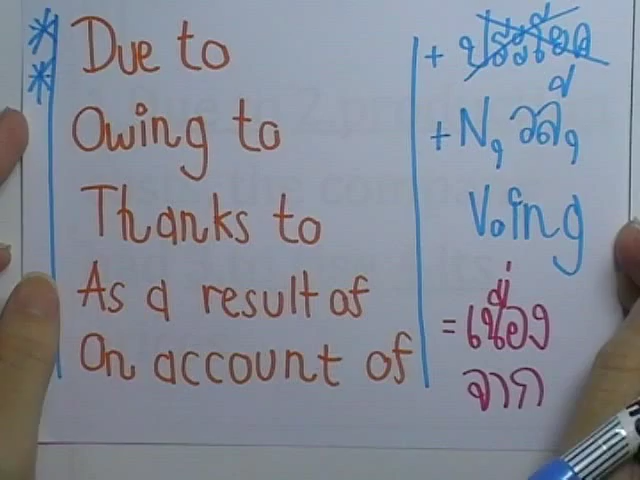 ** Due to + ประโยค
Owing to + N, วลี,
Thanks to V.ing
As a result of = เนื่อง
On account of จาก